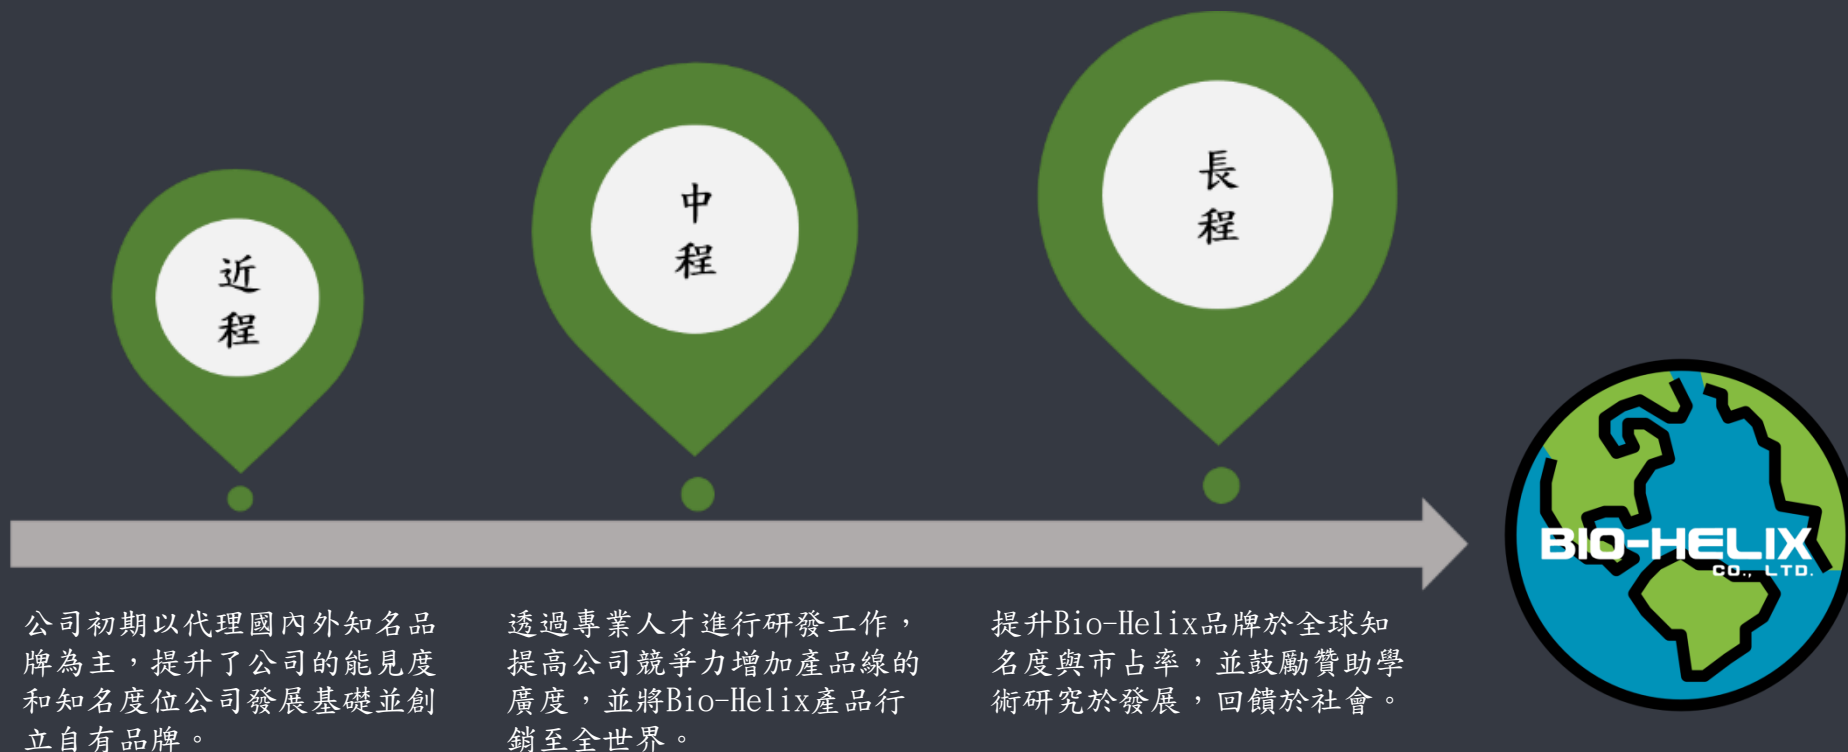 近
程
中
程
長
程
公司初期以代理國內外知名品
牌為主，提升了公司的能見度
和知名度位公司發展基礎並創
立自有品牌。
透過專業人才進行研發工作，
提高公司競爭力增加產品線的
廣度，並將Bio-Helix產品行
銷至全世界。
提升Bio-Helix品牌於全球知
名度與市占率，並鼓勵贊助學
術研究於發展，回饋於社會。
BIO-HELIX
CO., LTD.